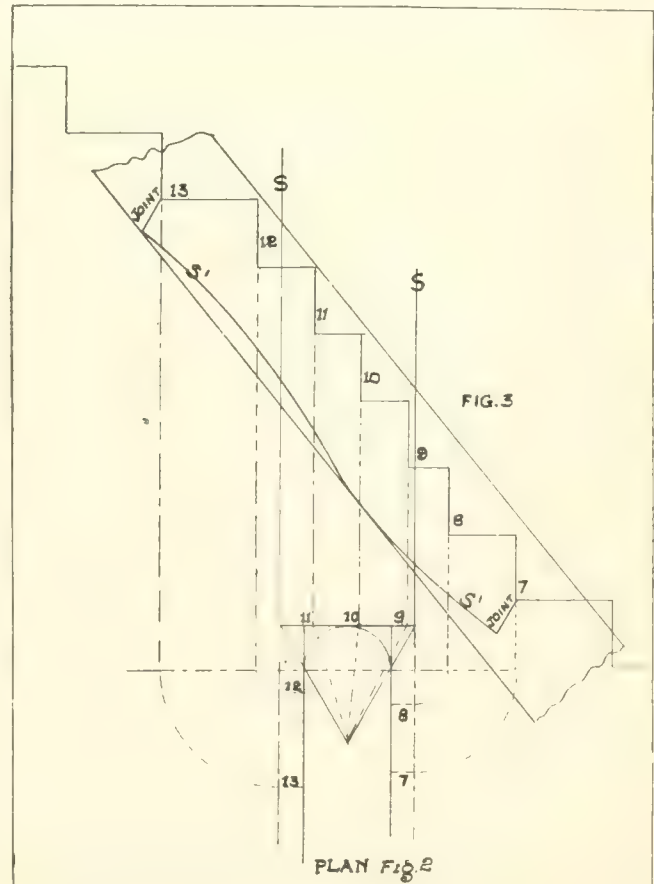 13
JOINT
S
12
S'
S
11
10
FIG. 3
9
8
7
S'
JOINT
11 10 9
12
8
13
7
PLAN Fig. 2